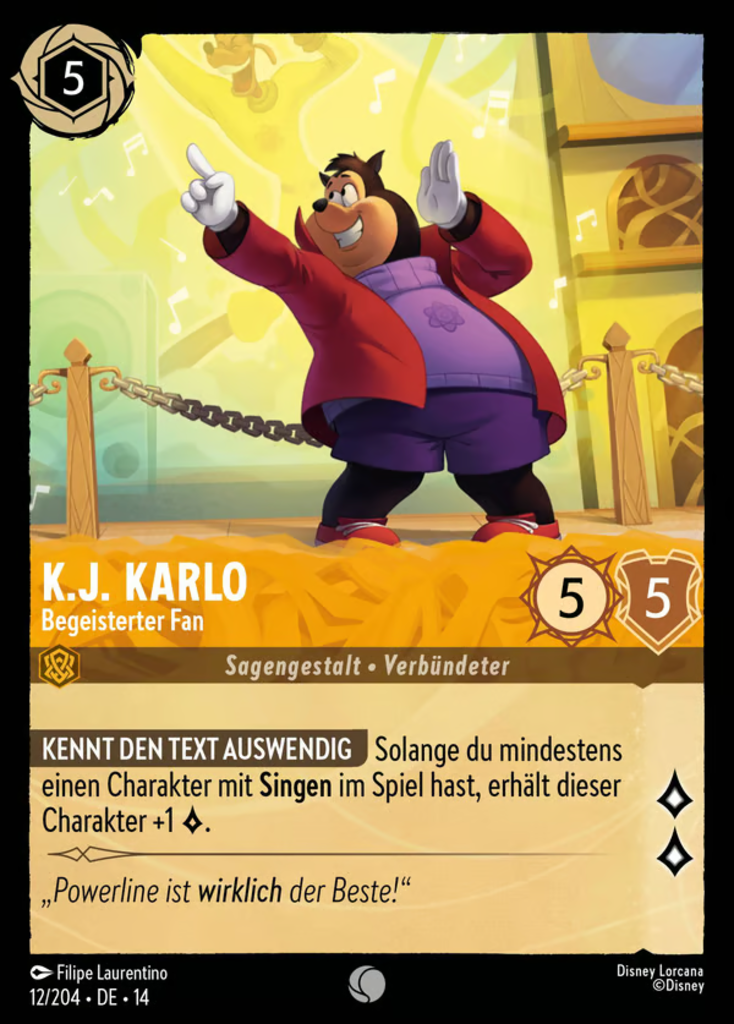 5
K.J. KARLO
Begeisterter Fan
5 5
Sagengestalt • Verbündeter
KENNT DEN TEXT AUSWENDIG Solange du mindestens
einen Charakter mit Singen im Spiel hast, erhält dieser
Charakter +1 .
„Powerline ist wirklich der Beste!“
Filipe Laurentino
12/204 • DE • 14
Disney Lorcana
©Disney